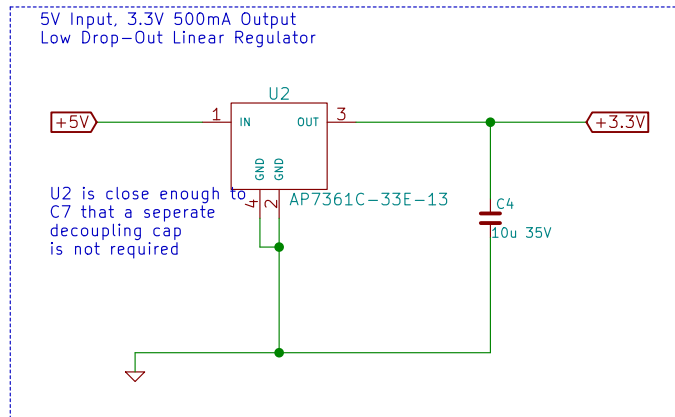 5V Input, 3.3V 500mA Output
Low Drop-Out Linear Regulator
U2
+5V
1
IN
OUT
3
+3.3V
GND
GND
4
2
AP7361C-33E-13
U2 is close enough to
C7 that a seperate
decoupling cap
is not required
C4
10u 35V